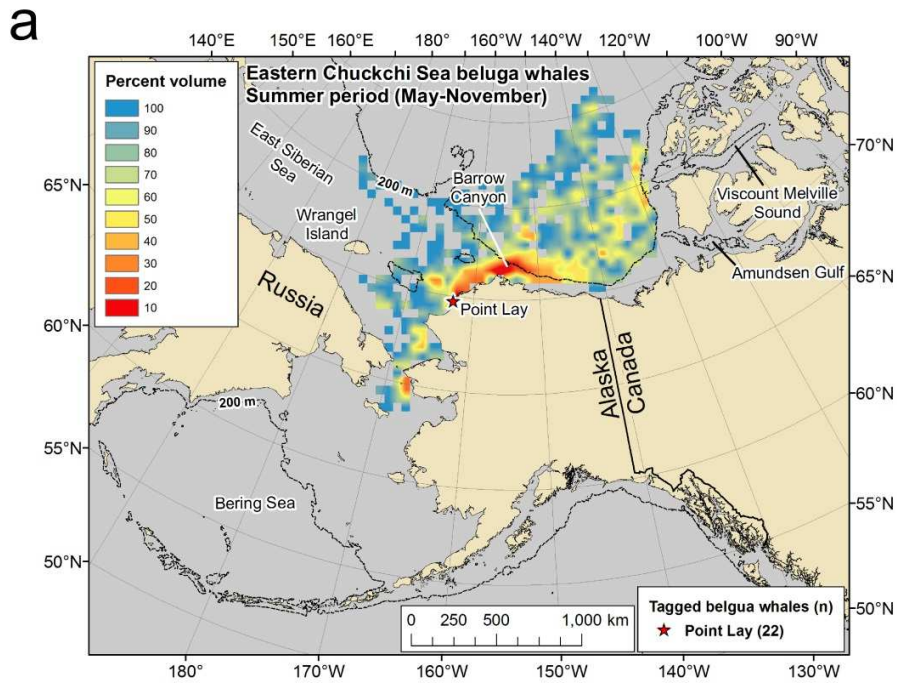 a
140°E 150°E 160°E 180° 160°W 140°W 120°W 100°W 90°W
Eastern Chuckchi Sea beluga whales
Summer period (May-November)
Percent volume
100
90
80
70
60
50
40
30
20
10
East Siberian
Sea
200 m
Barrow
Canyon
Wrangel
Island
Russia
Point Lay
Viscount Melville
Sound
Amundsen Gulf
Alaska
Canada
200 m
Bering Sea
65°N
60°N
55°N
50°N
70°N
65°N
60°N
55°N
50°N
0 250 500 1,000 km
Tagged belgua whales (n)
Point Lay (22)
180° 170°W 160°W 150°W 140°W 130°W